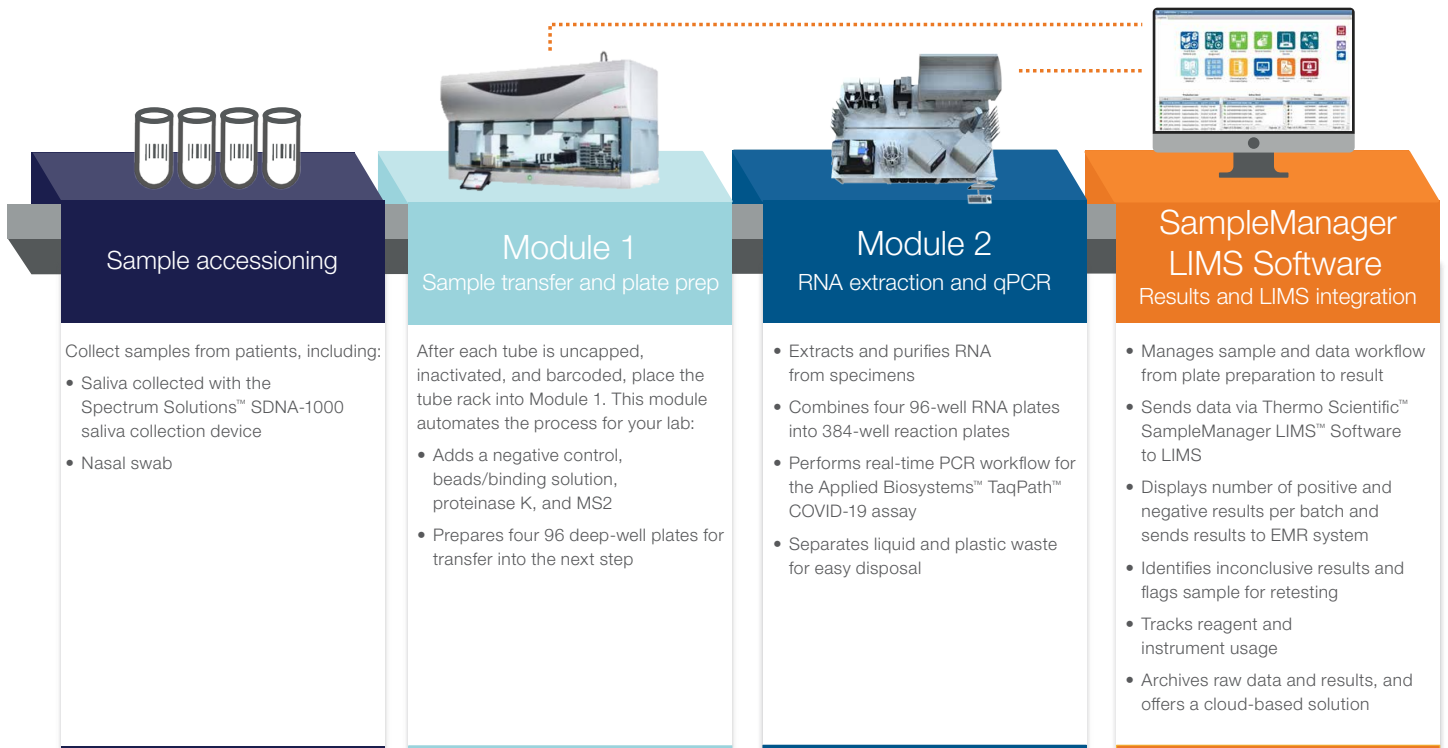 Sample accessioning
Collect samples from patients, including:
• Saliva collected with the
Spectrum Solutions™ SDNA-1000
saliva collection device
• Nasal swab
Module 1
Sample transfer and plate prep
After each tube is uncapped,
inactivated, and barcoded, place the
tube rack into Module 1. This module
automates the process for your lab:
• Adds a negative control,
beads/binding solution,
proteinase K, and MS2
• Prepares four 96 deep-well plates for
transfer into the next step
Module 2
RNA extraction and qPCR
• Extracts and purifies RNA
from specimens
• Combines four 96-well RNA plates
into 384-well reaction plates
• Performs real-time PCR workflow for
the Applied Biosystems™ TaqPath™
COVID-19 assay
• Separates liquid and plastic waste
for easy disposal
SampleManager
LIMS Software
Results and LIMS integration
• Manages sample and data workflow
from plate preparation to result
• Sends data via Thermo Scientific™
SampleManager LIMS™ Software
to LIMS
• Displays number of positive and
negative results per batch and
sends results to EMR system
• Identifies inconclusive results and
flags sample for retesting
• Tracks reagent and
instrument usage
• Archives raw data and results, and
offers a cloud-based solution